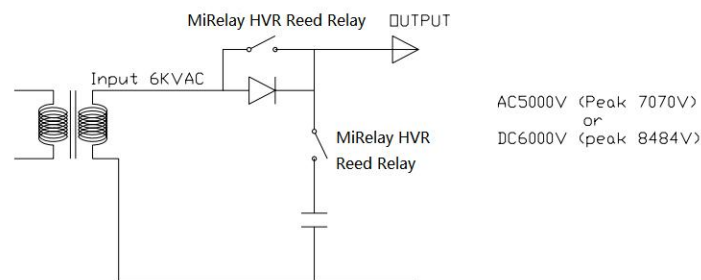 MiRelay HVR Reed Relay
OUTPUT
Input 6KVAC
AC5000V (Peak 7070V)
or
DC6000V (peak 8484V)
MiRelay HVR
Reed Relay